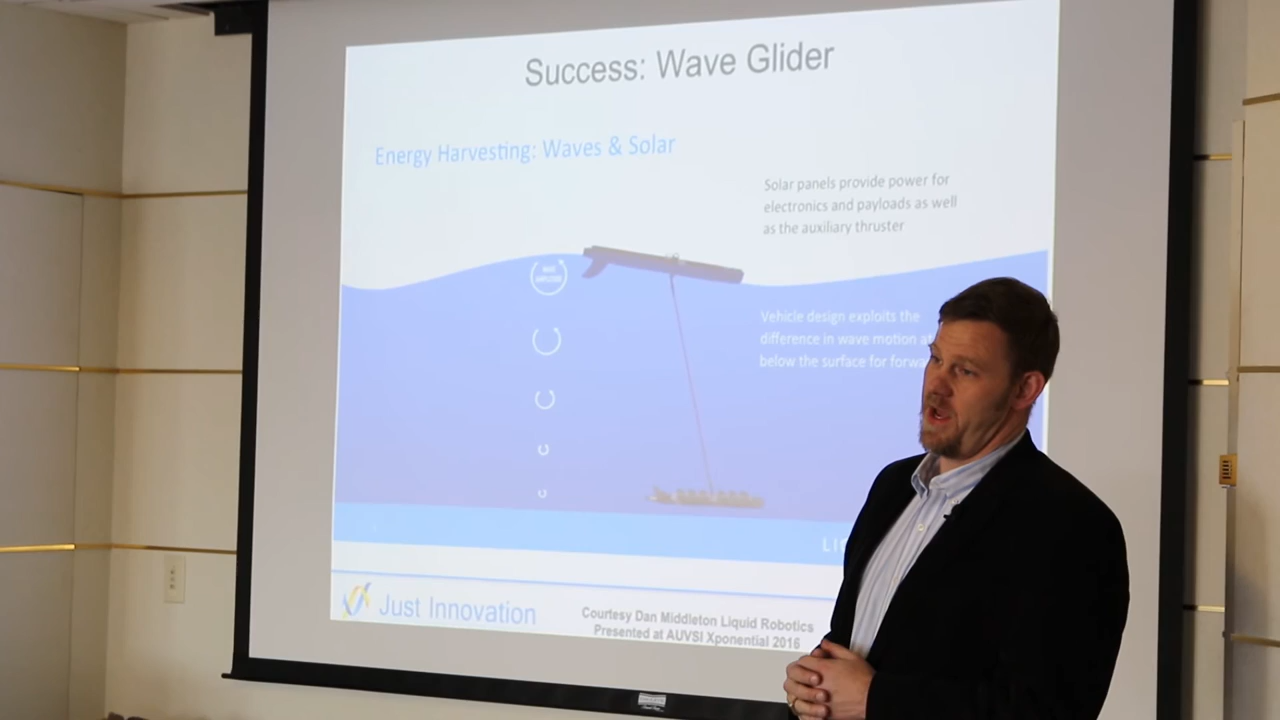 Success: Wave Glider
Energy Harvesting: Waves & Solar
Solar panels provide power for
electronics and payloads as well
as the auxiliary thruster
Vehicle design exploits the
difference in wave motion
below the surface for
Just Innovation
Courtesy Dan Middleton Liquid Robotics
Presented at AUVSI Xponential 2016